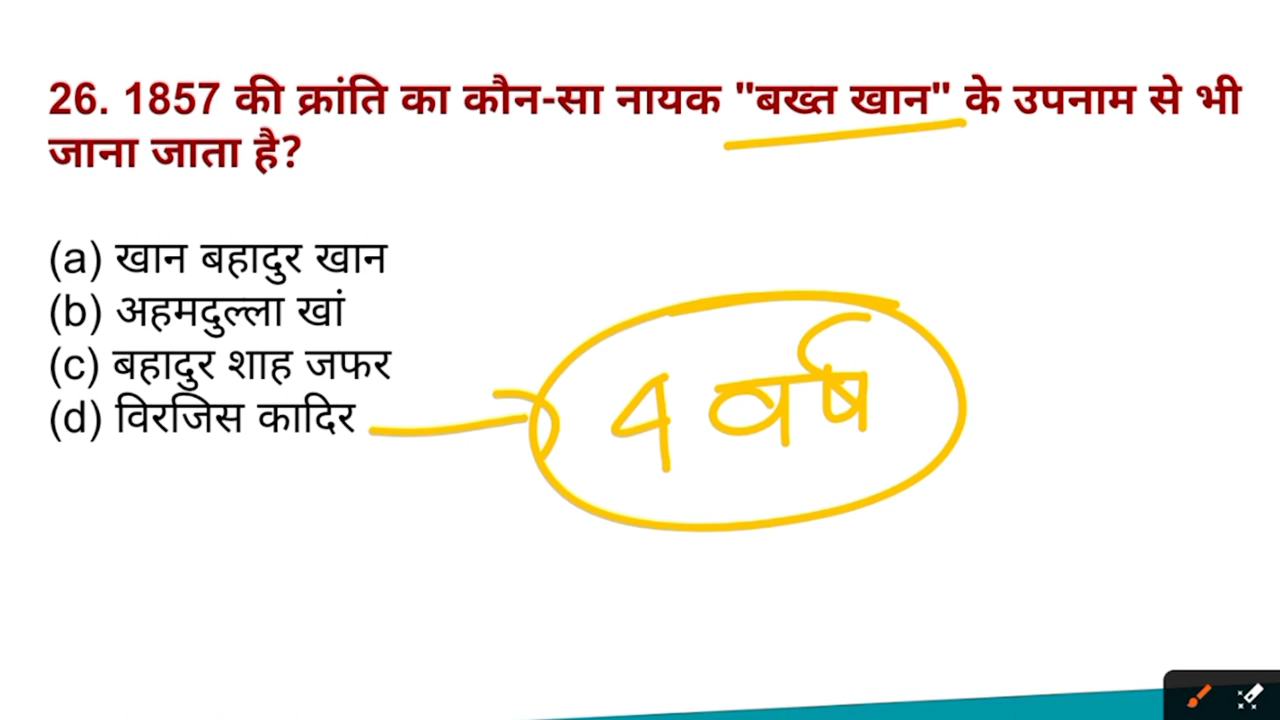 26. 1857 की क्रांति का कौन-सा नायक "बख्त खान" के उपनाम से भी
जाना जाता है?
(a) खान बहादुर खान
(b) अहमदुल्ला खां
(c) बहादुर शाह जफर
(d) विरजिस कादिर
4 वर्ष